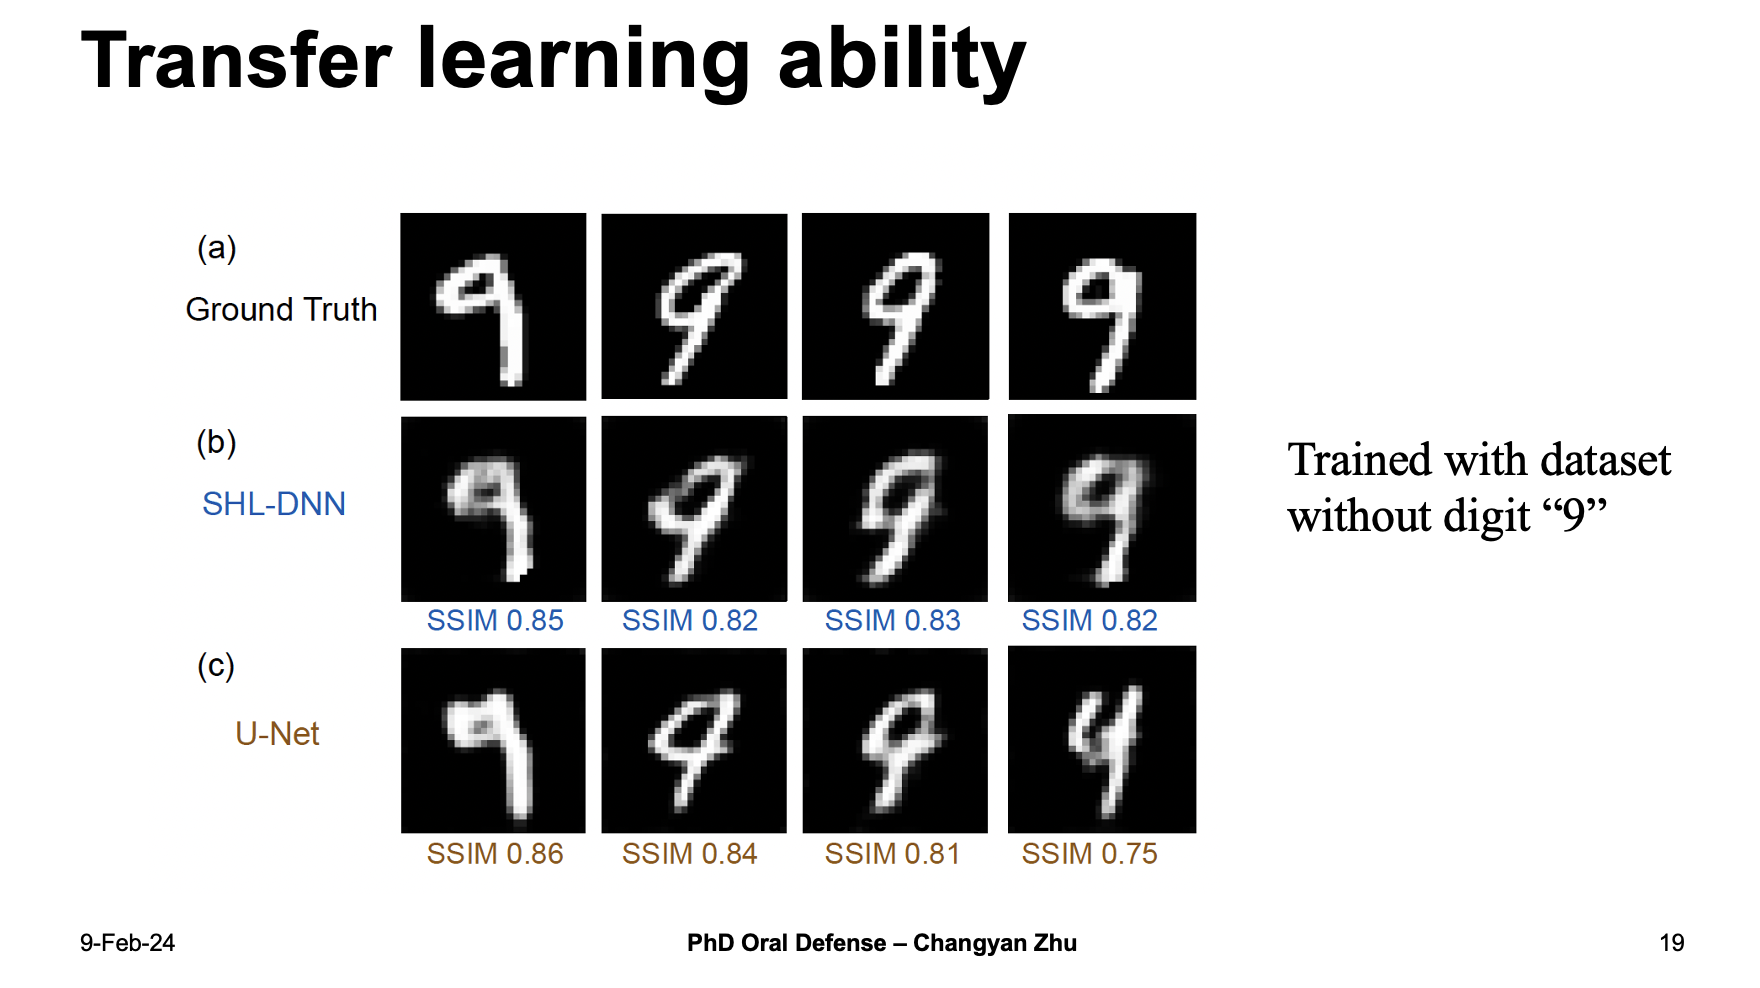 Transfer learning ability
(a)
Ground Truth
(b)
SHL-DNN
SSIM 0.85 SSIM 0.82 SSIM 0.83 SSIM 0.82
(c)
U-Net
SSIM 0.86 SSIM 0.84 SSIM 0.81 SSIM 0.75
Trained with dataset
without digit “9”
9-Feb-24 PhD Oral Defense – Changyan Zhu 19